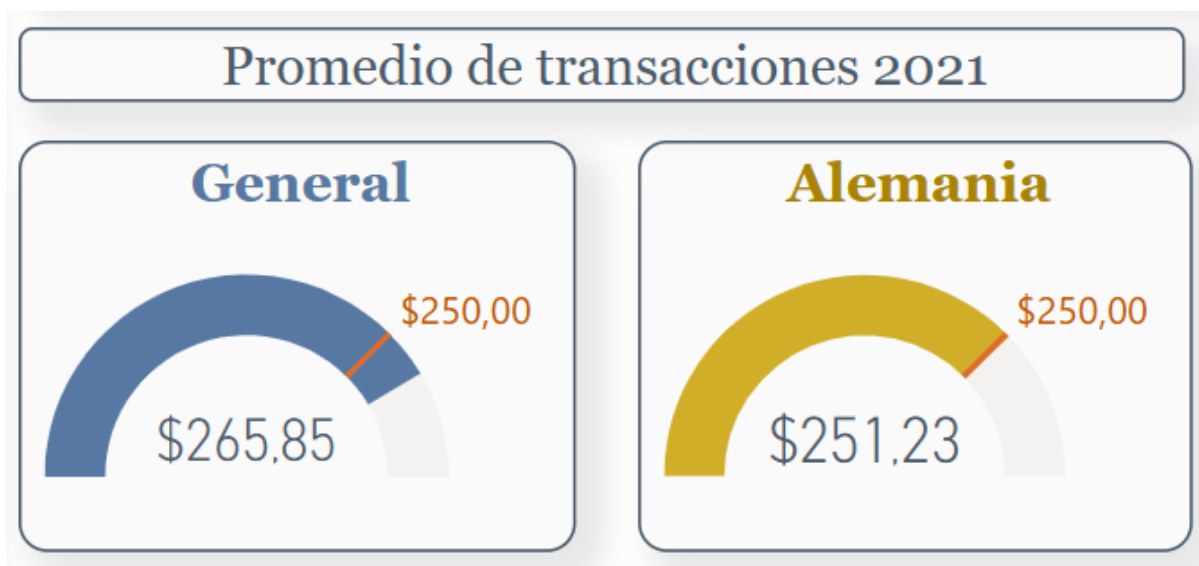 Promedio de transacciones 2021
General
$250,00
$265,85
Alemania
$250,00
$251,23